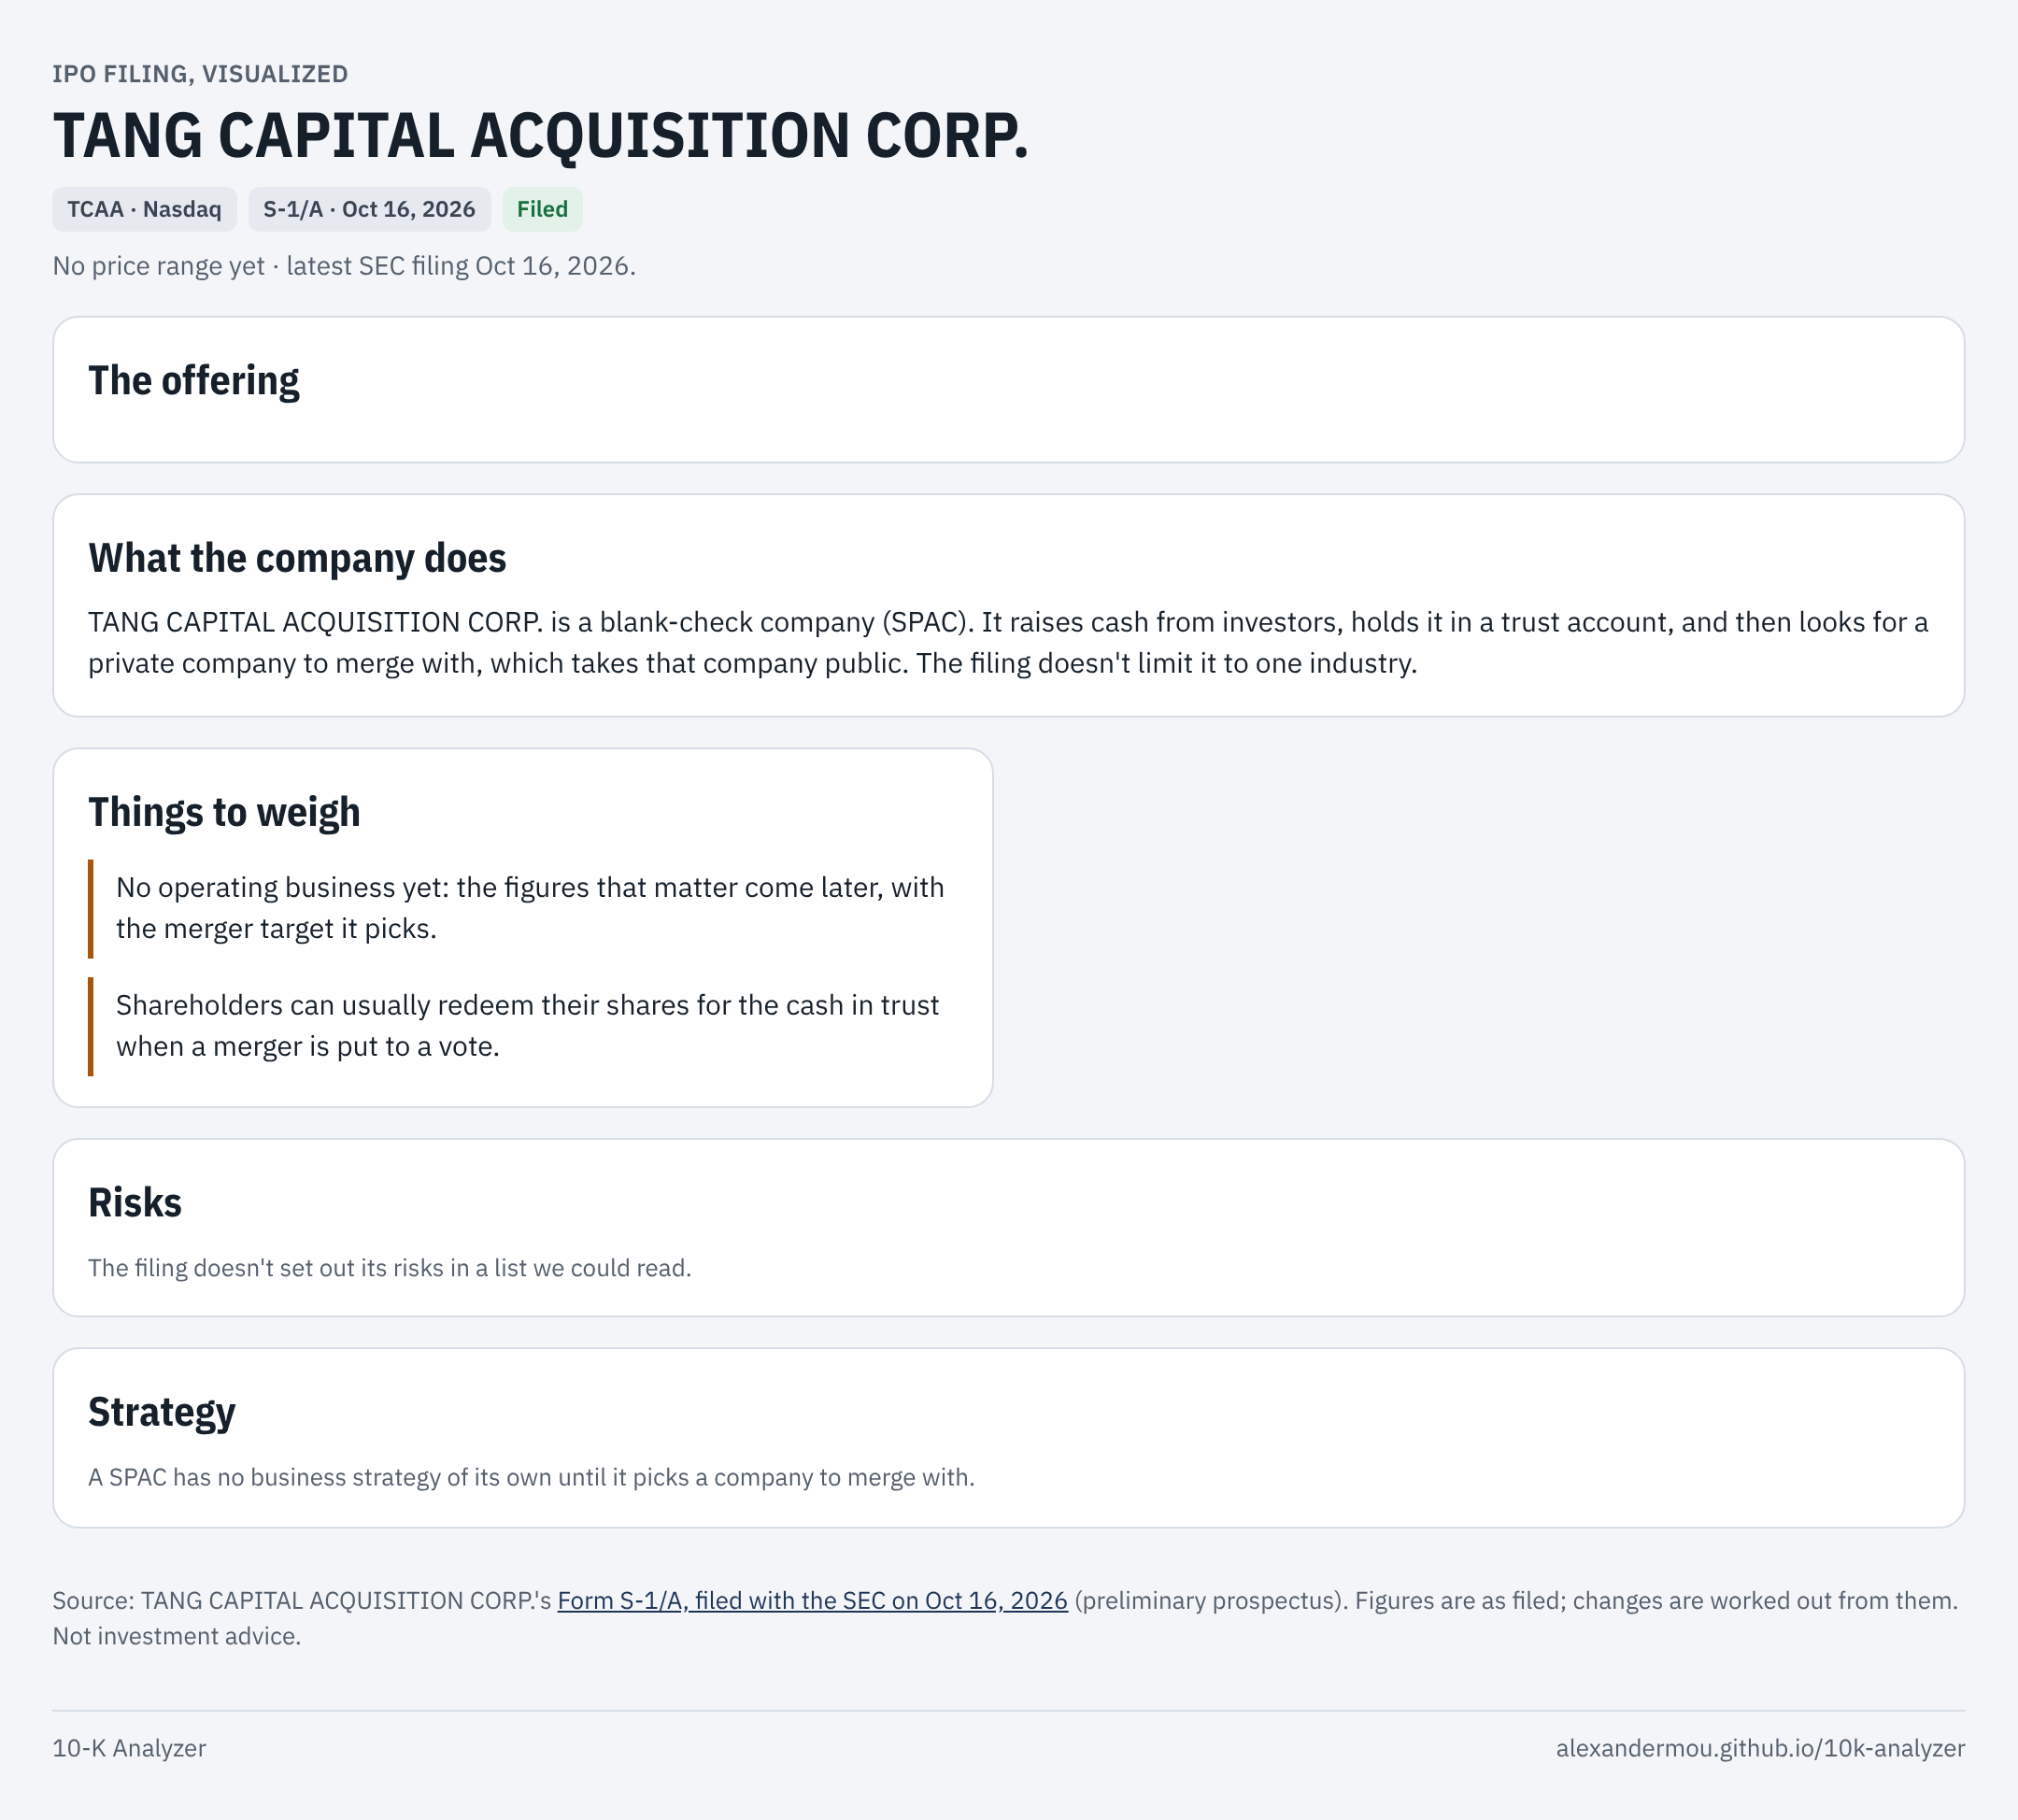 IPO FILING, VISUALIZED
TANG CAPITAL ACQUISITION CORP.
TCAA · Nasdaq S-1/A · Oct 16, 2026 Filed
No price range yet · latest SEC filing Oct 16, 2026.
The offering
What the company does
TANG CAPITAL ACQUISITION CORP. is a blank-check company (SPAC). It raises cash from investors, holds it in a trust account, and then looks for a
private company to merge with, which takes that company public. The filing doesn't limit it to one industry.
Things to weigh
No operating business yet: the figures that matter come later, with
the merger target it picks.
Shareholders can usually redeem their shares for the cash in trust
when a merger is put to a vote.
Risks
The filing doesn't set out its risks in a list we could read.
Strategy
A SPAC has no business strategy of its own until it picks a company to merge with.
Source: TANG CAPITAL ACQUISITION CORP.'s Form S-1/A, filed with the SEC on Oct 16, 2026 (preliminary prospectus). Figures are as filed; changes are worked out from them.
Not investment advice.
10-K Analyzer
alexandermou.github.io/10k-analyzer